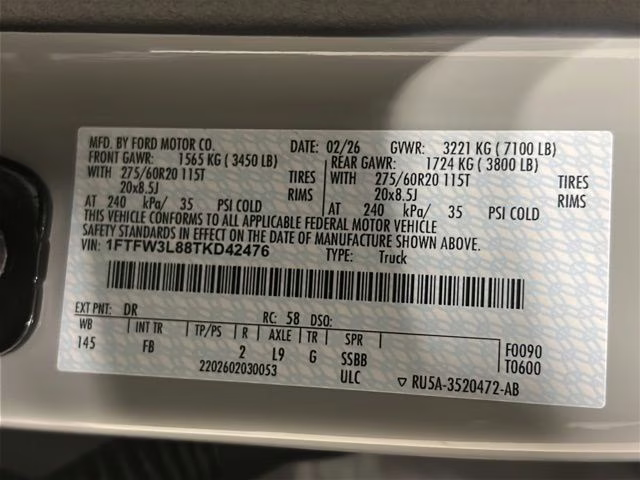 MFD. BY FORD MOTOR CO. DATE: 02/26 GVWR: 3221 KG ( 7100 LB)
FRONT GAWR: 1565 KG ( 3450 LB) REAR GAWR: 1724 KG ( 3800 LB)
WITH 275/60R20 115T TIRES WITH 275/60R20 115T TIRES
20x8.5J RIMS 20x8.5J RIMS
AT 240 kPa/ 35 PSI COLD AT 240 kPa/ 35 PSI COLD
THIS VEHICLE CONFORMS TO ALL APPLICABLE FEDERAL MOTOR VEHICLE
SAFETY STANDARDS IN EFFECT ON THE DATE OF MANUFACTURE SHOWN ABOVE.
VIN: 1FTFW3L88TKD42476 TYPE: Truck
EXT PNT: DR RC: 58 DSO:
WB INT TR TP/PS R AXLE TR SPR F0090
145 FB 2 L9 G SSBB T0600
2202602030053 ULC ▽ RU5A-3520472-AB